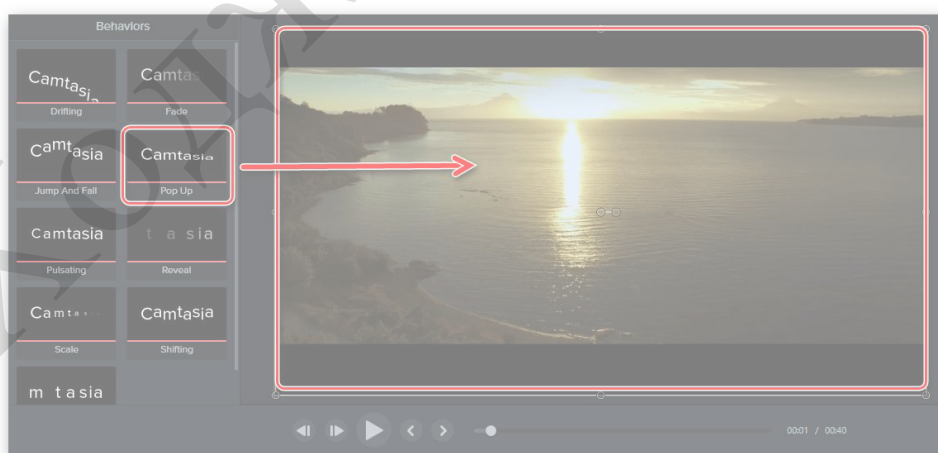 Behaviors
Camtasia
Camtas
Drifting
Fade
Camtasia
Camtasia
Jump And Fall
Pop Up
Camtasia
t a sia
Pulsating
Reveal
Camta
Camtasia
Scale
Shifting
m tasia
00:01 / 00:40